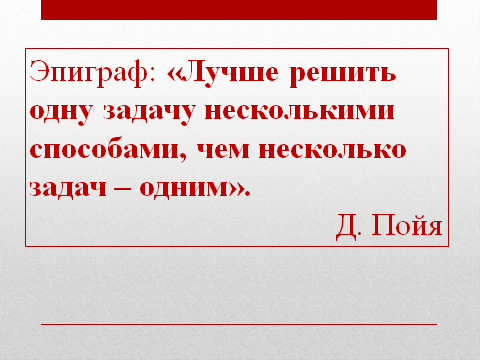 Эпиграф: «Лучше решить
одну задачу несколькими
способами, чем несколько
задач – одним».
Д. Пойя